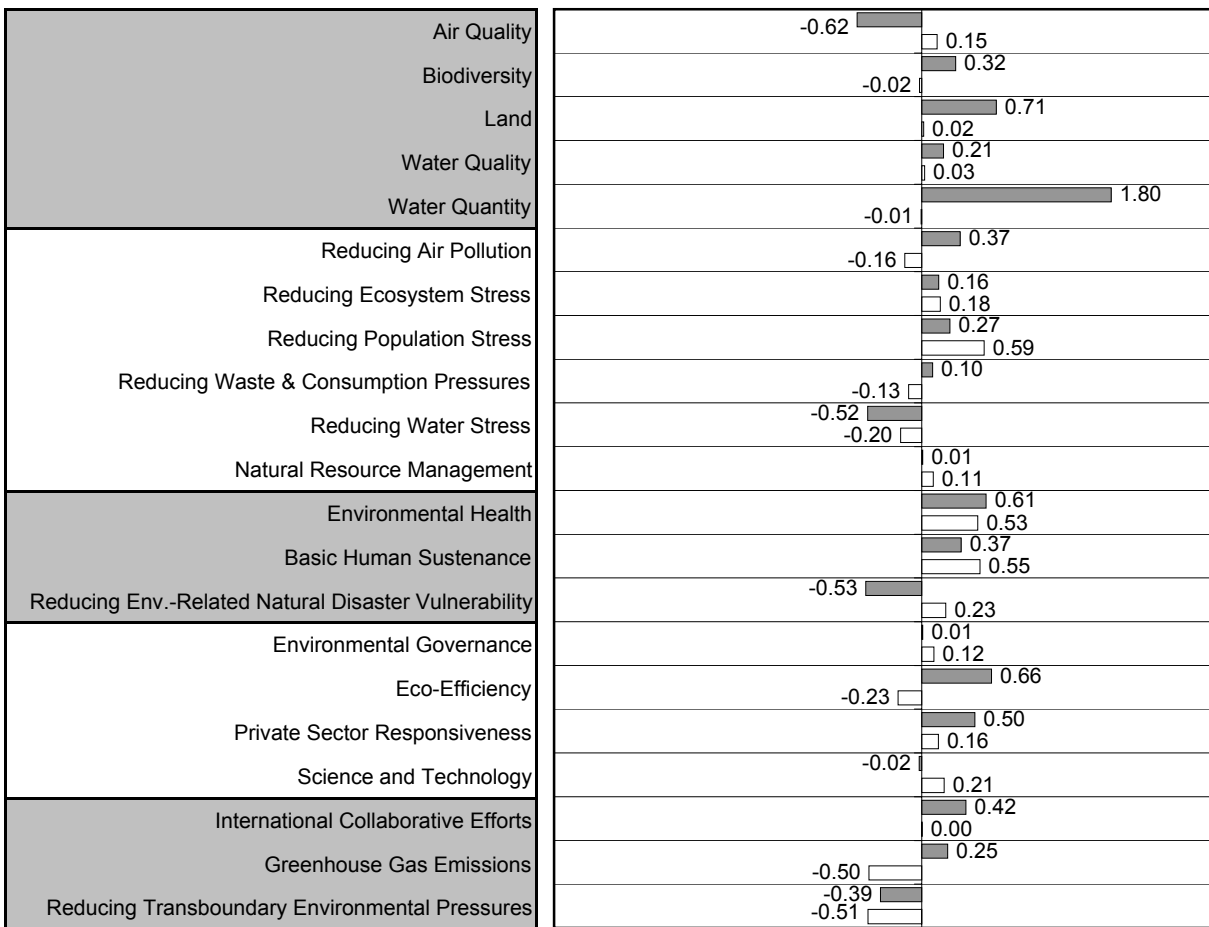 Air Quality
-0.62
0.15
Biodiversity
0.32
-0.02
Land
0.71
0.02
Water Quality
0.21
0.03
Water Quantity
1.80
-0.01
Reducing Air Pollution
0.37
-0.16
Reducing Ecosystem Stress
0.16
0.18
Reducing Population Stress
0.27
0.59
Reducing Waste & Consumption Pressures
0.10
-0.13
Reducing Water Stress
-0.52
-0.20
Natural Resource Management
0.01
0.11
Environmental Health
0.61
0.53
Basic Human Sustenance
0.37
0.55
Reducing Env.-Related Natural Disaster Vulnerability
-0.53
0.23
Environmental Governance
0.01
0.12
Eco-Efficiency
0.66
-0.23
Private Sector Responsiveness
0.50
0.16
Science and Technology
-0.02
0.21
International Collaborative Efforts
0.42
0.00
Greenhouse Gas Emissions
0.25
-0.50
Reducing Transboundary Environmental Pressures
-0.39
-0.51